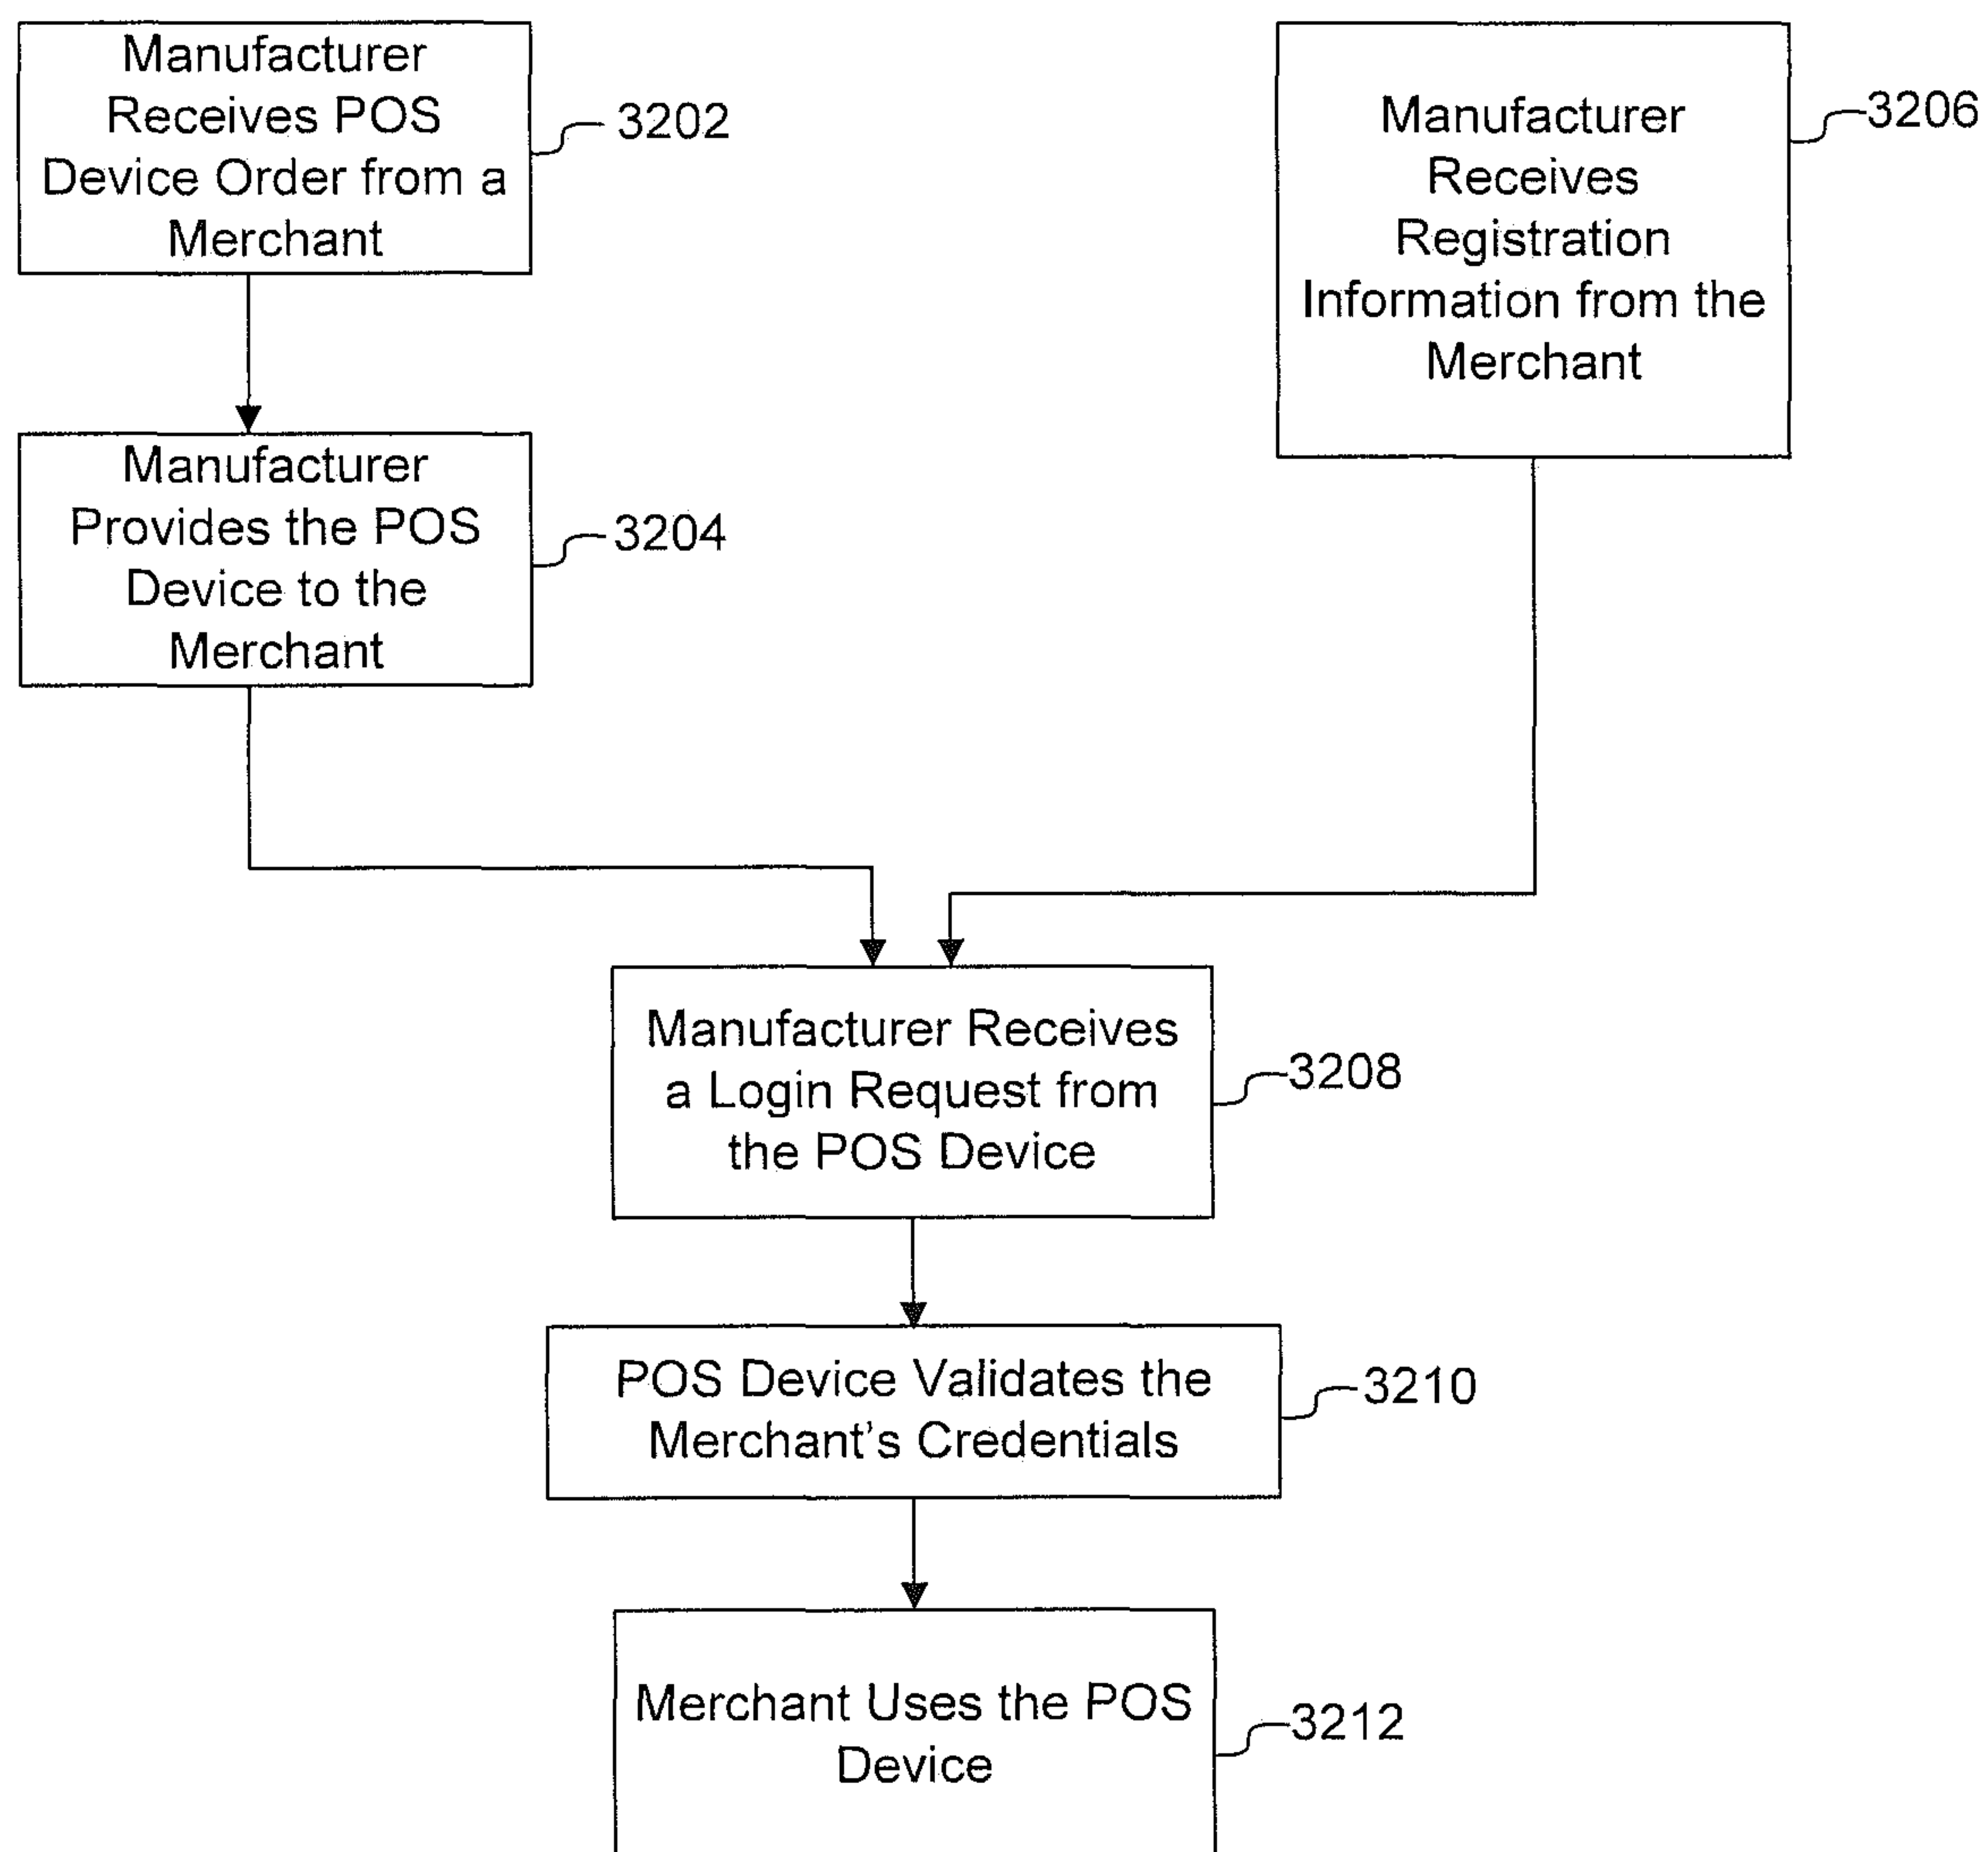 Manufacturer
Receives POS
Device Order from a
Merchant
3202
Manufacturer
Receives
Registration
Information from the
Merchant
3206
Manufacturer
Provides the POS
Device to the
Merchant
3204
Manufacturer Receives
a Login Request from
the POS Device
3208
POS Device Validates the
Merchant's Credentials
3210
Merchant Uses the POS
Device
3212